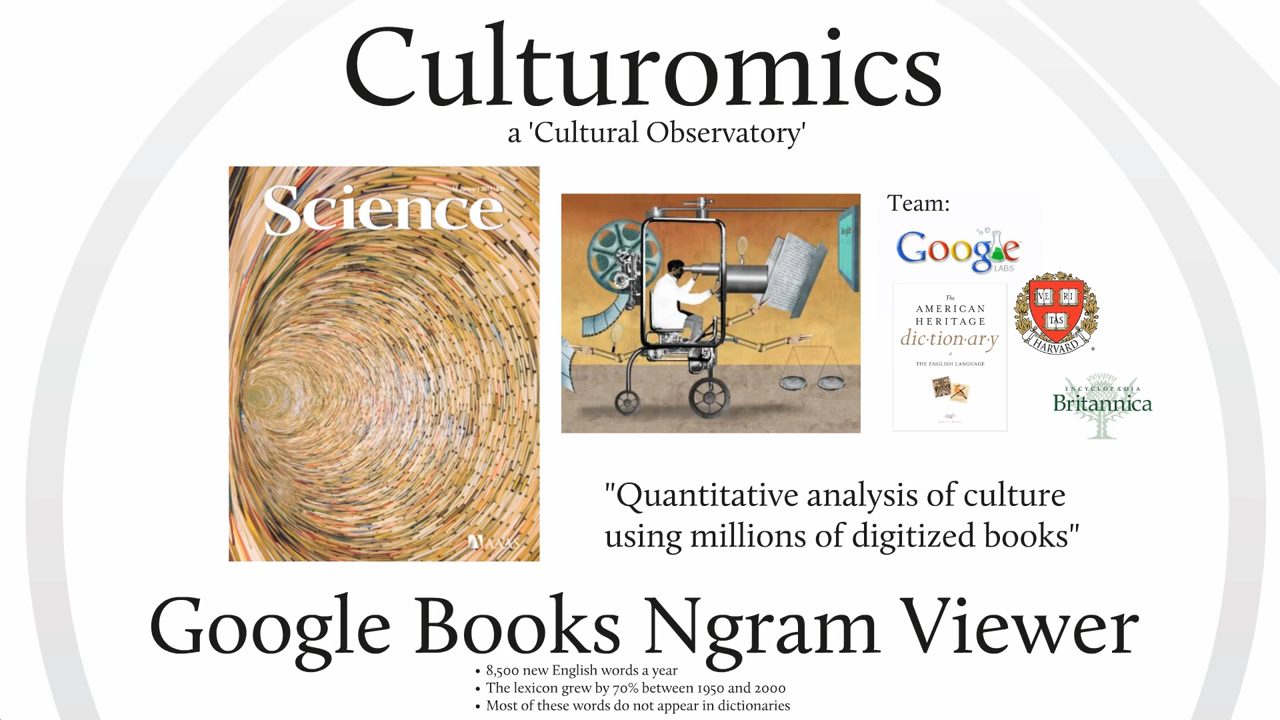 Culturomics
a 'Cultural Observatory'
Science
AAAS
Team:
Google
LABS
The
AMERICAN
HERITAGE
dic·tion·ar·y
of
THE ENGLISH LANGUAGE
VE RI
TAS
HARVARD
ENCYCLOPÆDIA
Britannica
"Quantitative analysis of culture
using millions of digitized books"
Google Books Ngram Viewer
• 8,500 new English words a year
• The lexicon grew by 70% between 1950 and 2000
• Most of these words do not appear in dictionaries